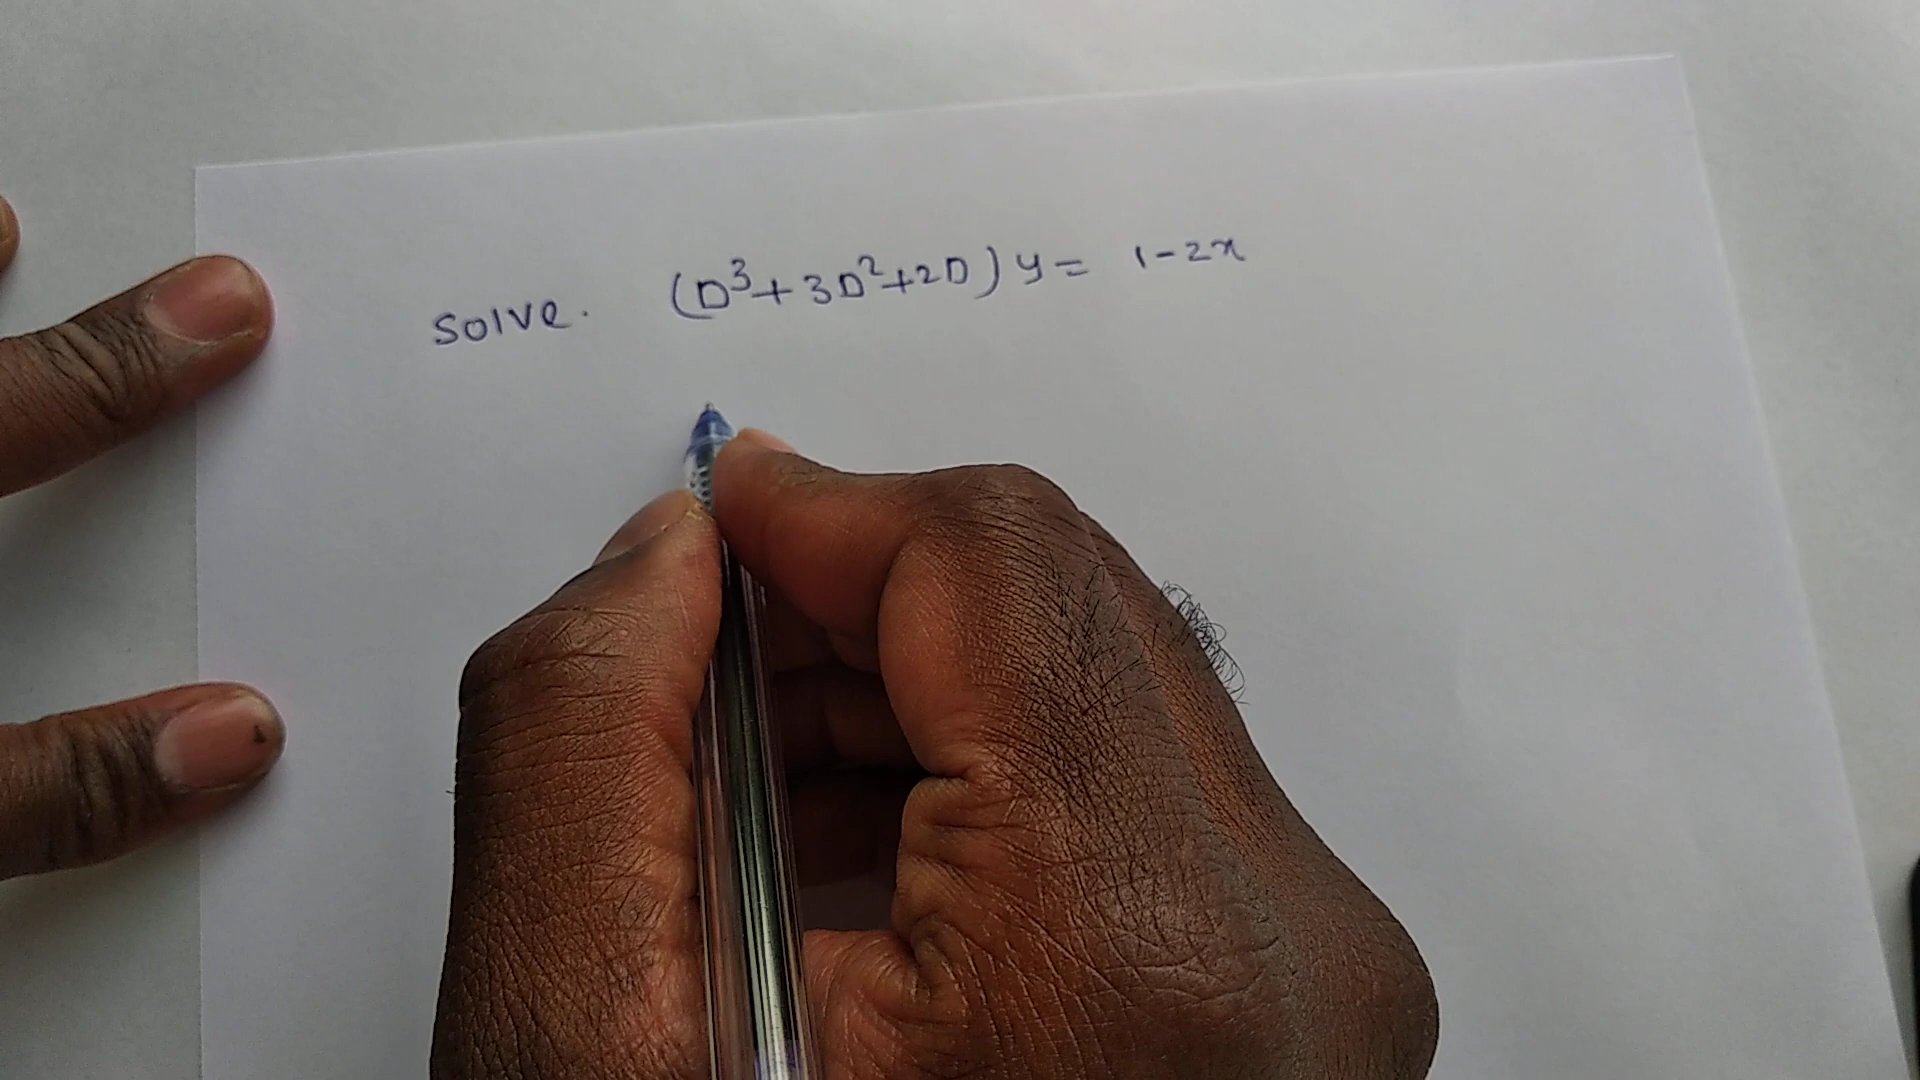 Solve. (D³+3D²+2D)y = 1-2x